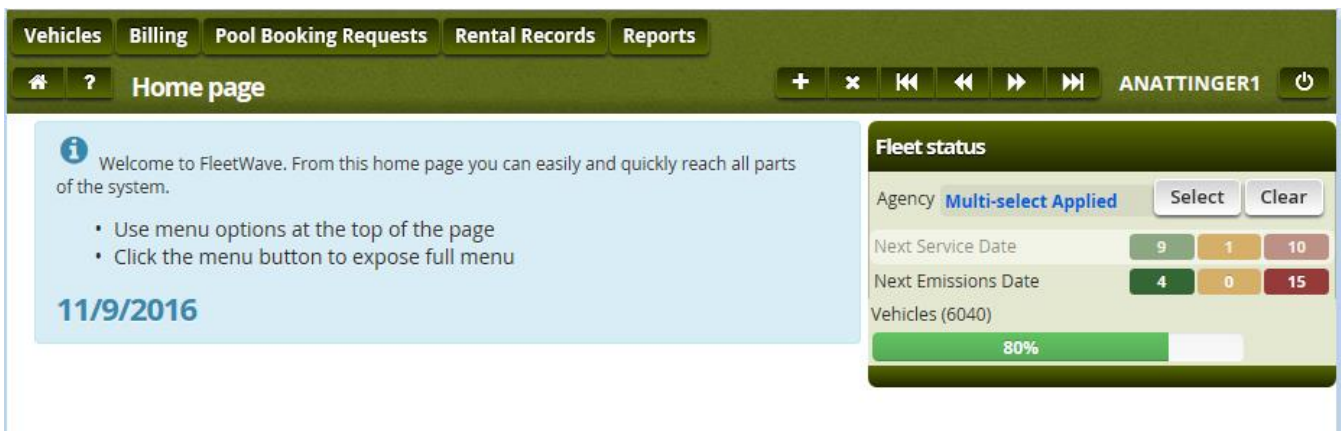 Vehicles Billing Pool Booking Requests Rental Records Reports
? Home page ANATTINGER1
Welcome to FleetWave. From this home page you can easily and quickly reach all parts
of the system.
• Use menu options at the top of the page
• Click the menu button to expose full menu
11/9/2016
Fleet status
Agency Multi-select Applied Select Clear
Next Service Date 9 1 10
Next Emissions Date 4 0 15
Vehicles (6040)
80%